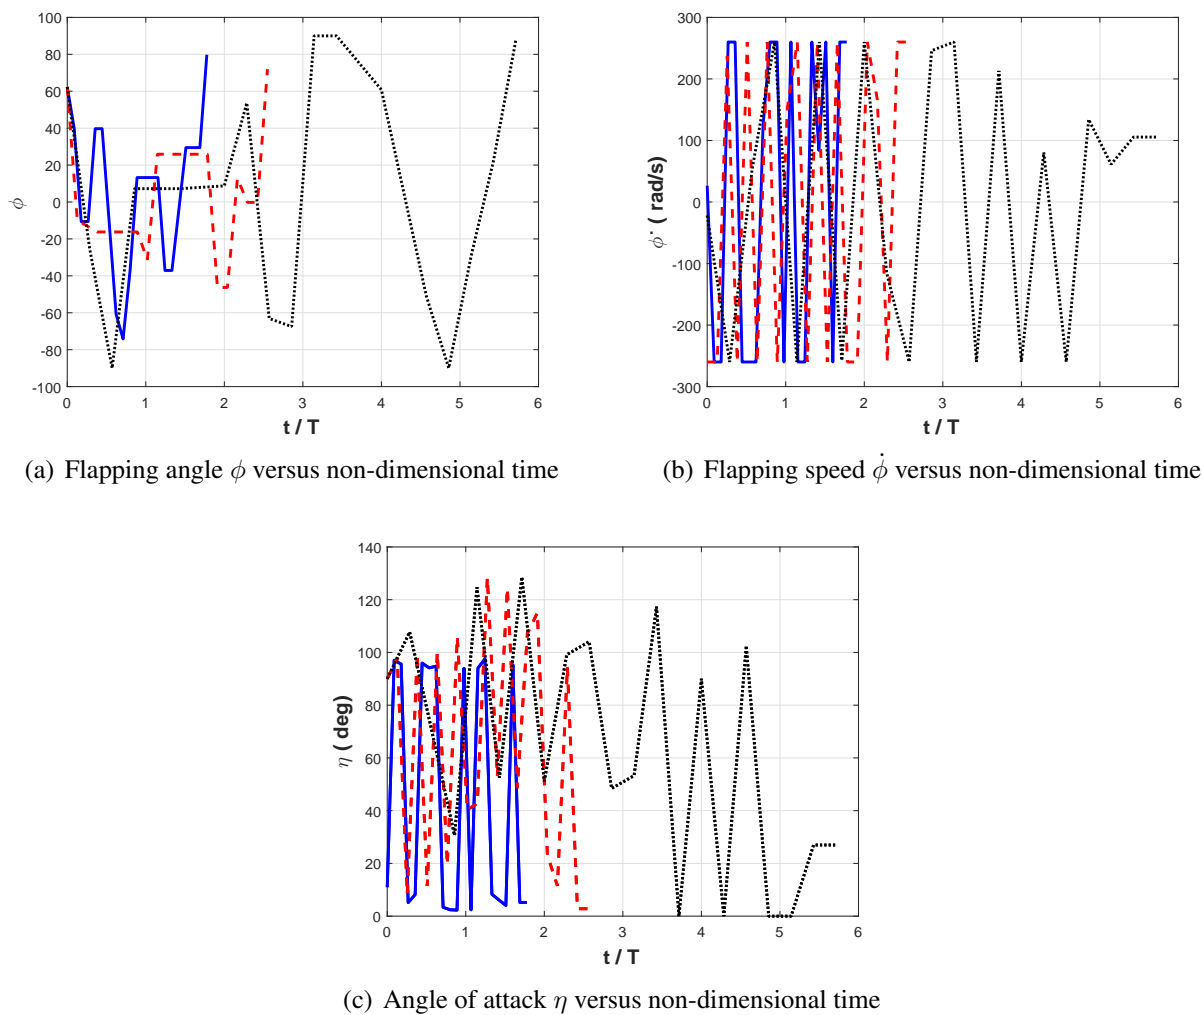 100
80
60
40
20
0
-20
-40
-60
-80
-100
ϕ
0 1 2 3 4 5 6
t / T
(a) Flapping angle ϕ versus non-dimensional time
300
200
100
0
-100
-200
-300
ϕ˙ ( rad/s)
0 1 2 3 4 5 6
t / T
(b) Flapping speed ϕ̇ versus non-dimensional time
140
120
100
80
60
40
20
0
η ( deg)
0 1 2 3 4 5 6
t / T
(c) Angle of attack η versus non-dimensional time